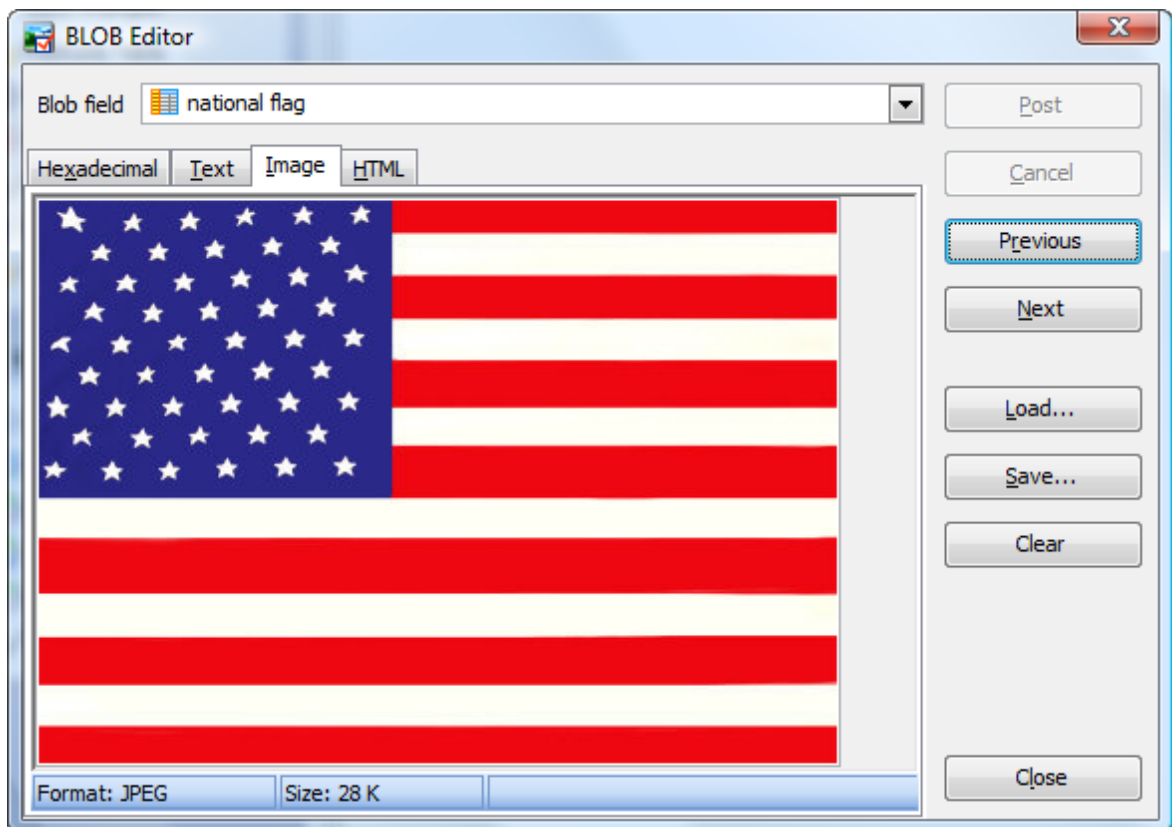 BLOB Editor
Blob field national flag
Post
Hexadecimal Text Image HTML
Cancel
Previous
Next
Load...
Save...
Clear
Close
Format: JPEG Size: 28 K